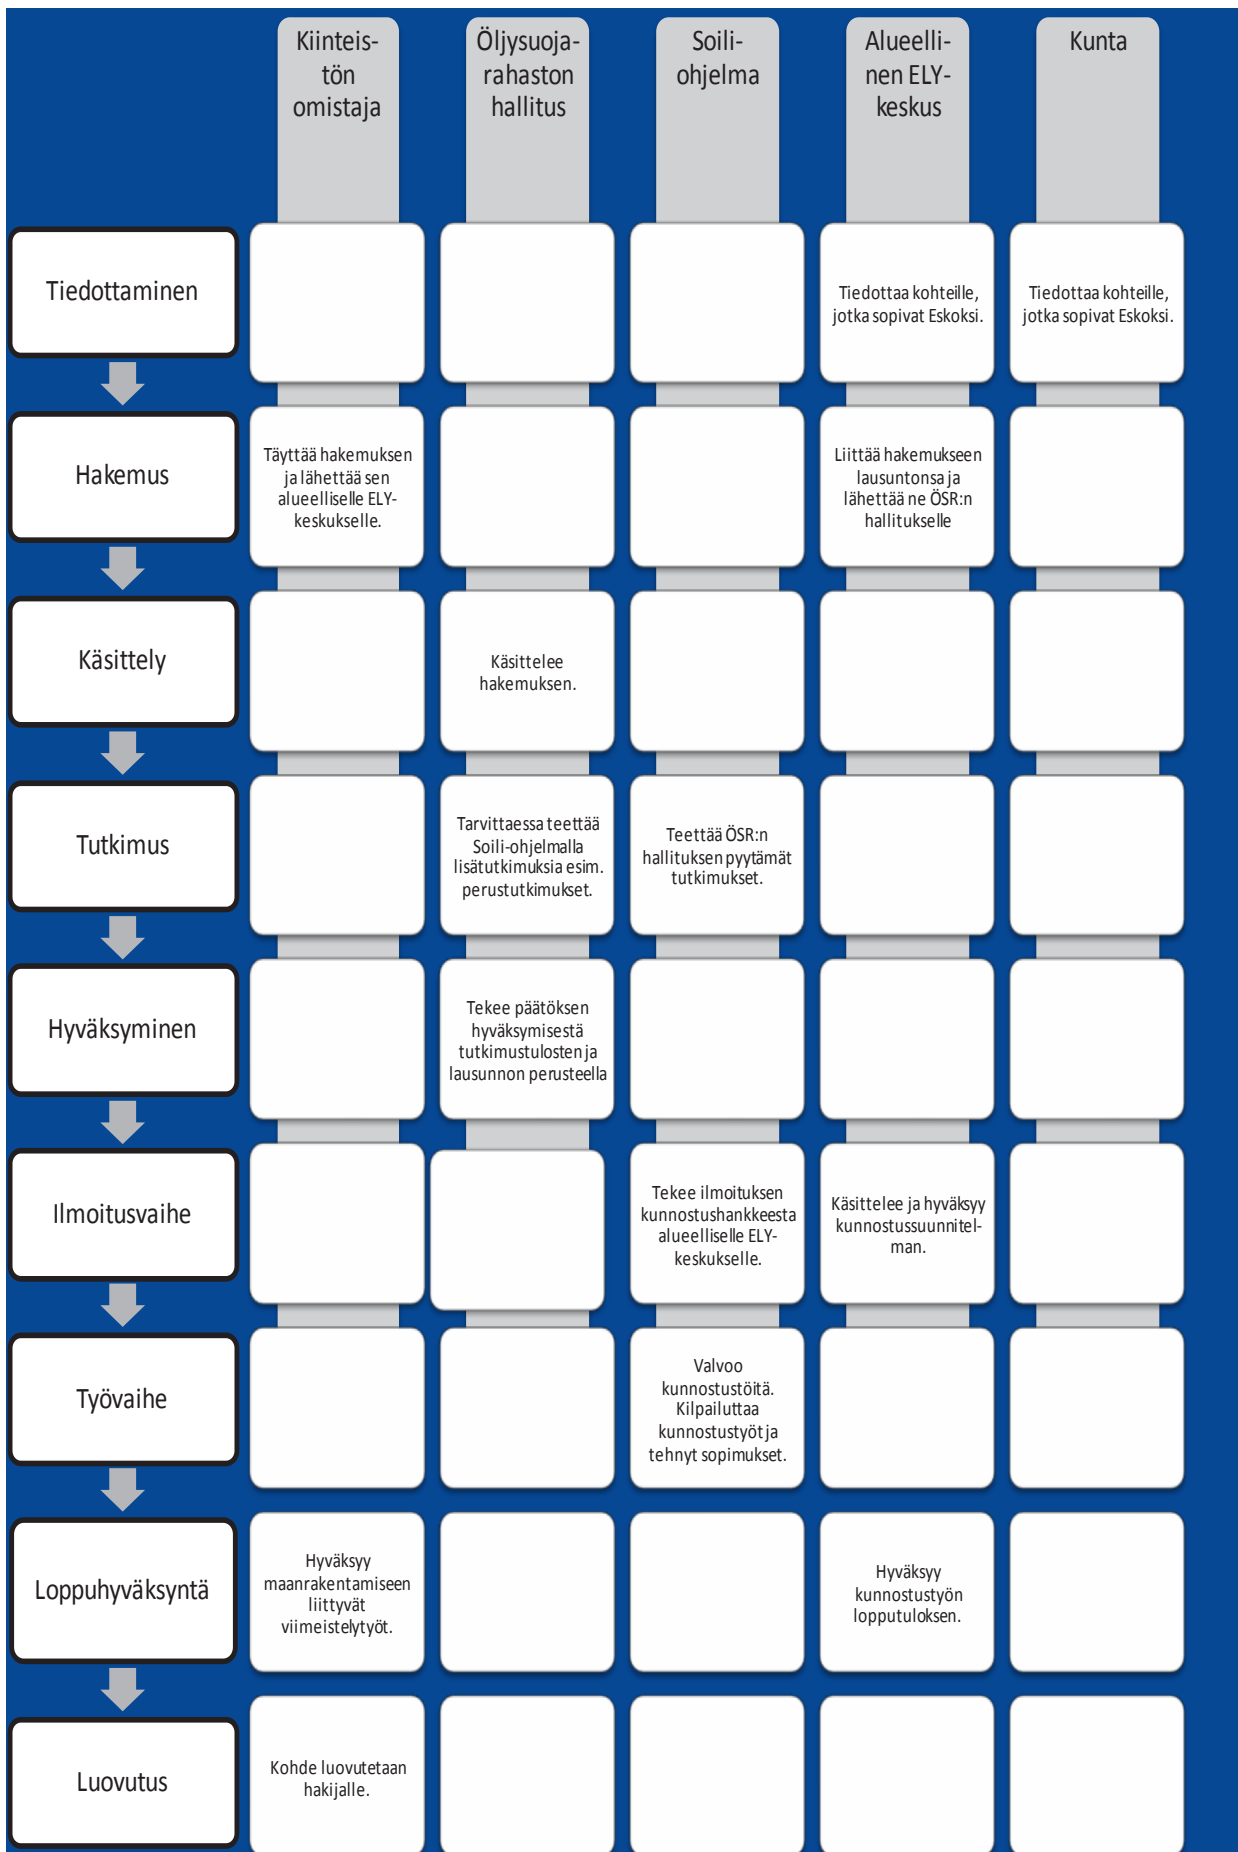 Kiinteis-
tön
omistaja
Öljysuoja-
rahaston
hallitus
Soili-
ohjelma
Alueelli-
nen ELY-
keskus
Kunta
Tiedottaminen
Tiedottaa kohteille,
jotka sopivat Eskoksi.
Tiedottaa kohteille,
jotka sopivat Eskoksi.
Hakemus
Täyttää hakemuksen
ja lähettää sen
alueelliselle ELY-
keskukselle.
Liittää hakemukseen
lausuntonsa ja
lähettää ne ÖSR:n
hallitukselle
Käsittely
Käsittelee
hakemuksen.
Tutkimus
Tarvittaessa teettää
Soili-ohjelmalla
lisätutkimuksia esim.
perustutkimukset.
Teettää ÖSR:n
hallituksen pyytämät
tutkimukset.
Hyväksyminen
Tekee päätöksen
hyväksymisestä
tutkimustulosten ja
lausunnon perusteella
Ilmoitusvaihe
Tekee ilmoituksen
kunnostushankkeesta
alueelliselle ELY-
keskukselle.
Käsittelee ja hyväksyy
kunnostussuunnitel-
man.
Työvaihe
Valvoo
kunnostustöitä.
Kilpailuttaa
kunnostustyöt ja
tehnyt sopimukset.
Loppuhyväksyntä
Hyväksyy
maanrakentamiseen
liittyvät
viimeistelytyöt.
Hyväksyy
kunnostustyön
lopputuloksen.
Luovutus
Kohde luovutetaan
hakijalle.